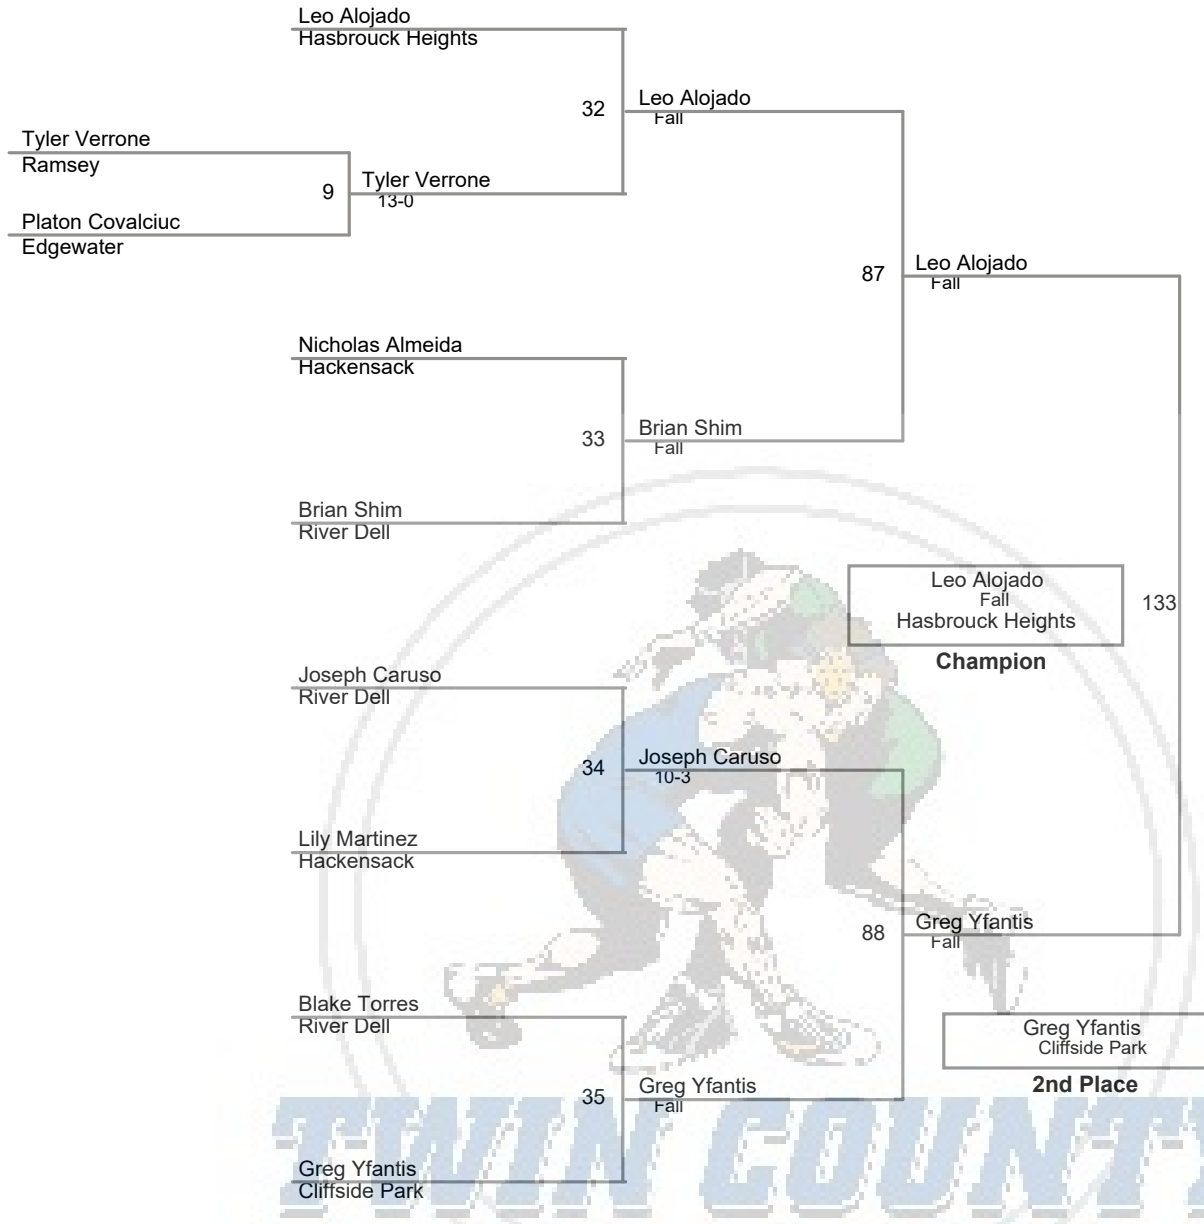 Leo Alojado
Hasbrouck Heights
32
Leo Alojado
Fall
Tyler Verrone
Ramsey
9
Tyler Verrone
13-0
Platon Covalciuc
Edgewater
87
Leo Alojado
Fall
Nicholas Almeida
Hackensack
33
Brian Shim
Fall
Brian Shim
River Dell
Leo Alojado
Fall
Hasbrouck Heights
133
Champion
Joseph Caruso
River Dell
34
Joseph Caruso
10-3
Lily Martinez
Hackensack
88
Greg Yfantis
Fall
Blake Torres
River Dell
Greg Yfantis
Cliffside Park
2nd Place
35
Greg Yfantis
Fall
Greg Yfantis
Cliffside Park
TWIN COUNTY